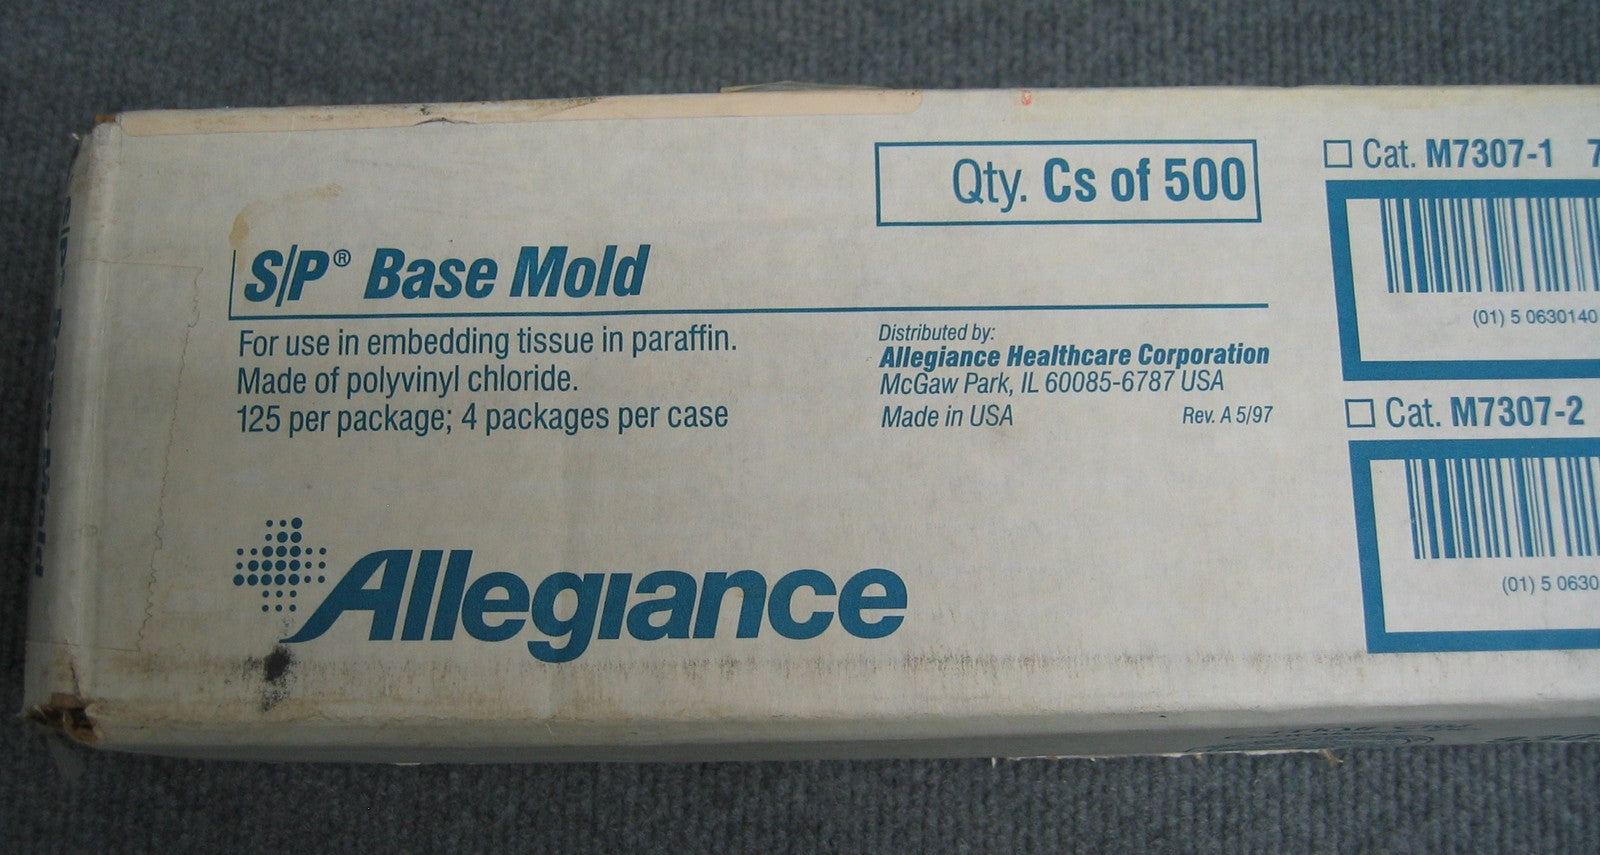 Qty. Cs of 500
S/P® Base Mold
For use in embedding tissue in paraffin.
Made of polyvinyl chloride.
125 per package; 4 packages per case
Distributed by:
Allegiance Healthcare Corporation
McGaw Park, IL 60085-6787 USA
Made in USA Rev. A 5/97
Allegiance
Cat. M7307-1 7
(01) 5 0630140
Cat. M7307-2
(01) 5 0630